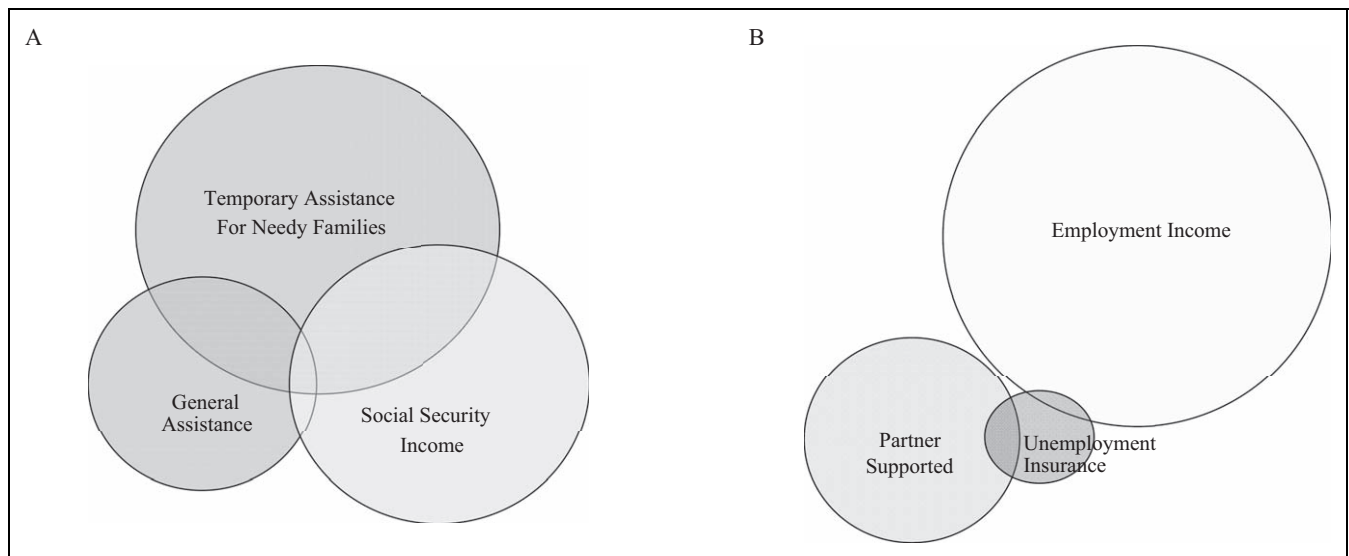 A
Temporary Assistance
For Needy Families
General
Assistance
Social Security
Income
B
Employment Income
Partner
Supported
Unemployment
Insurance